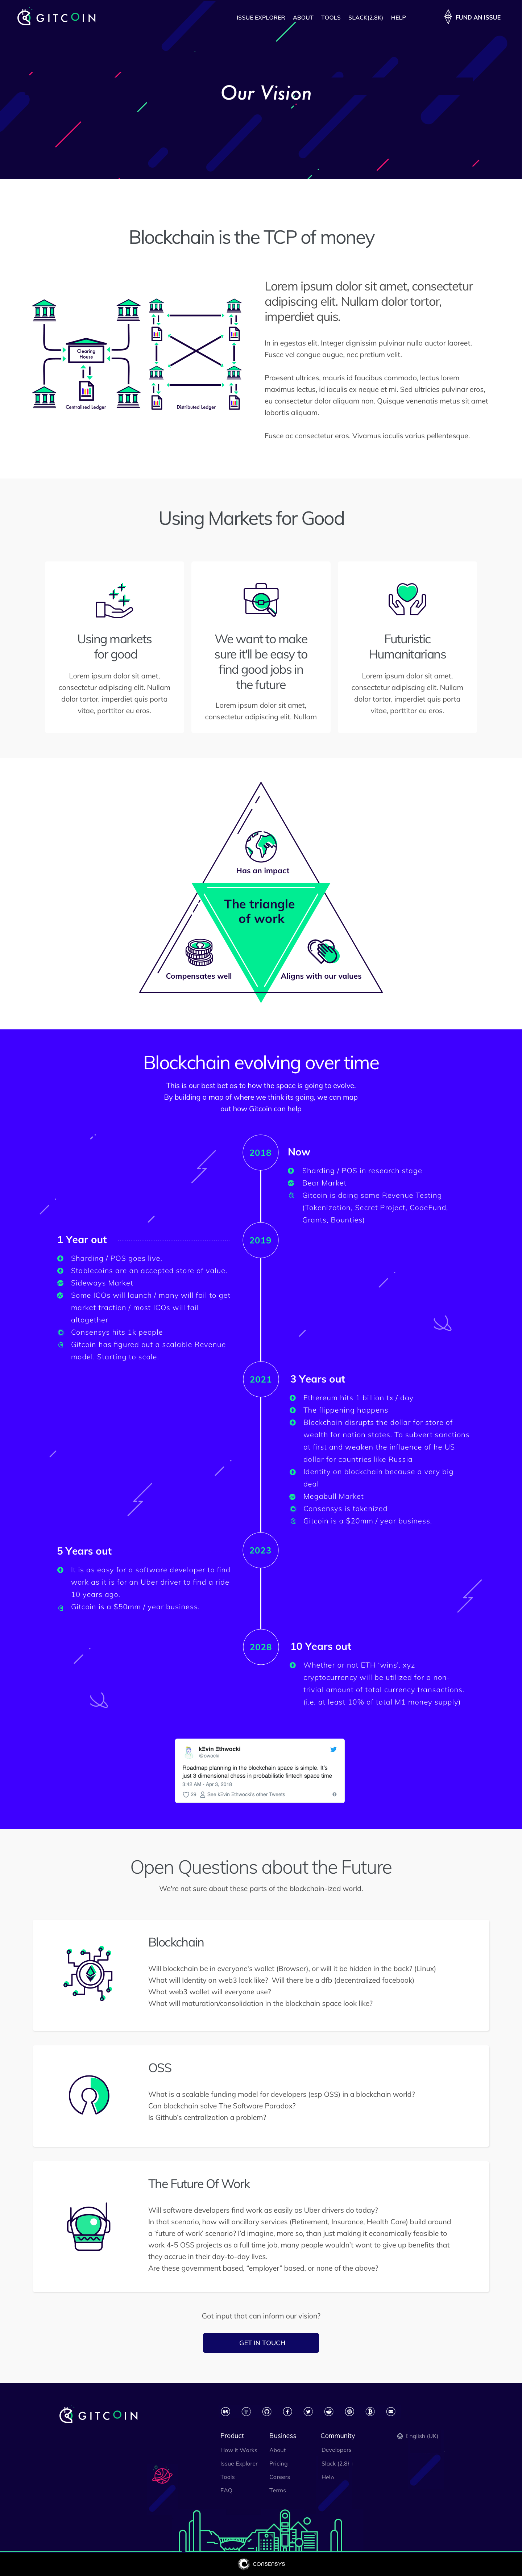 GITCOIN
ISSUE EXPLORER ABOUT TOOLS SLACK(2.8K) HELP FUND AN ISSUE
Our Vision
Blockchain is the TCP of money
Clearing
House
Centralised Ledger
Distributed Ledger
Lorem ipsum dolor sit amet, consectetur
adipiscing elit. Nullam dolor tortor,
imperdiet quis.
In in egestas elit. Integer dignissim pulvinar nulla auctor laoreet.
Fusce vel congue augue, nec pretium velit.
Praesent ultrices, mauris id faucibus commodo, lectus lorem
maximus lectus, id iaculis ex neque et mi. Sed ultricies pulvinar eros,
eu consectetur dolor aliquam non. Quisque venenatis metus sit amet
lobortis aliquam.
Fusce ac consectetur eros. Vivamus iaculis varius pellentesque.
Using Markets for Good
Using markets
for good
Lorem ipsum dolor sit amet,
consectetur adipiscing elit. Nullam
dolor tortor, imperdiet quis porta
vitae, porttitor eu eros.
We want to make
sure it'll be easy to
find good jobs in
the future
Lorem ipsum dolor sit amet,
consectetur adipiscing elit. Nullam
Futuristic
Humanitarians
Lorem ipsum dolor sit amet,
consectetur adipiscing elit. Nullam
dolor tortor, imperdiet quis porta
vitae, porttitor eu eros.
Has an impact
The triangle
of work
Compensates well
Aligns with our values
Blockchain evolving over time
This is our best bet as to how the space is going to evolve.
By building a map of where we think its going, we can map
out how Gitcoin can help
2018
Now
Sharding / POS in research stage
Bear Market
Gitcoin is doing some Revenue Testing
(Tokenization, Secret Project, CodeFund,
Grants, Bounties)
1 Year out
2019
Sharding / POS goes live.
Stablecoins are an accepted store of value.
Sideways Market
Some ICOs will launch / many will fail to get
market traction / most ICOs will fail
altogether
Consensys hits 1k people
Gitcoin has figured out a scalable Revenue
model. Starting to scale.
2021
3 Years out
Ethereum hits 1 billion tx / day
The flippening happens
Blockchain disrupts the dollar for store of
wealth for nation states. To subvert sanctions
at first and weaken the influence of he US
dollar for countries like Russia
Identity on blockchain because a very big
deal
Megabull Market
Consensys is tokenized
Gitcoin is a $20mm / year business.
5 Years out
2023
It is as easy for a software developer to find
work as it is for an Uber driver to find a ride
10 years ago.
Gitcoin is a $50mm / year business.
2028
10 Years out
Whether or not ETH 'wins', xyz
cryptocurrency will be utilized for a non-
trivial amount of total currency transactions.
(i.e. at least 10% of total M1 money supply)
kΞvin Ξthwocki
@owocki
Roadmap planning in the blockchain space is simple. It's
just 3 dimensional chess in probabilistic fintech space time
3:42 AM - Apr 3, 2018
28 See kΞvin Ξthwocki's other Tweets
Open Questions about the Future
We're not sure about these parts of the blockchain-ized world.
Blockchain
Will blockchain be in everyone's wallet (Browser), or will it be hidden in the back? (Linux)
What will Identity on web3 look like? Will there be a dfb (decentralized facebook)
What web3 wallet will everyone use?
What will maturation/consolidation in the blockchain space look like?
OSS
What is a scalable funding model for developers (esp OSS) in a blockchain world?
Can blockchain solve The Software Paradox?
Is Github's centralization a problem?
The Future Of Work
Will software developers find work as easily as Uber drivers do today?
In that scenario, how will ancillary services (Retirement, Insurance, Health Care) build around
a 'future of work' scenario? I'd imagine, more so, than just making it economically feasible to
work 4-5 OSS projects as a full time job, many people wouldn't want to give up benefits that
they accrue in their day-to-day lives.
Are these government based, "employer" based, or none of the above?
Got input that can inform our vision?
GET IN TOUCH
GITCOIN
Product Business Community English (UK)
How it Works About Developers
Issue Explorer Pricing Slack (2.8K
Tools Careers Help
FAQ Terms
CONSENSYS